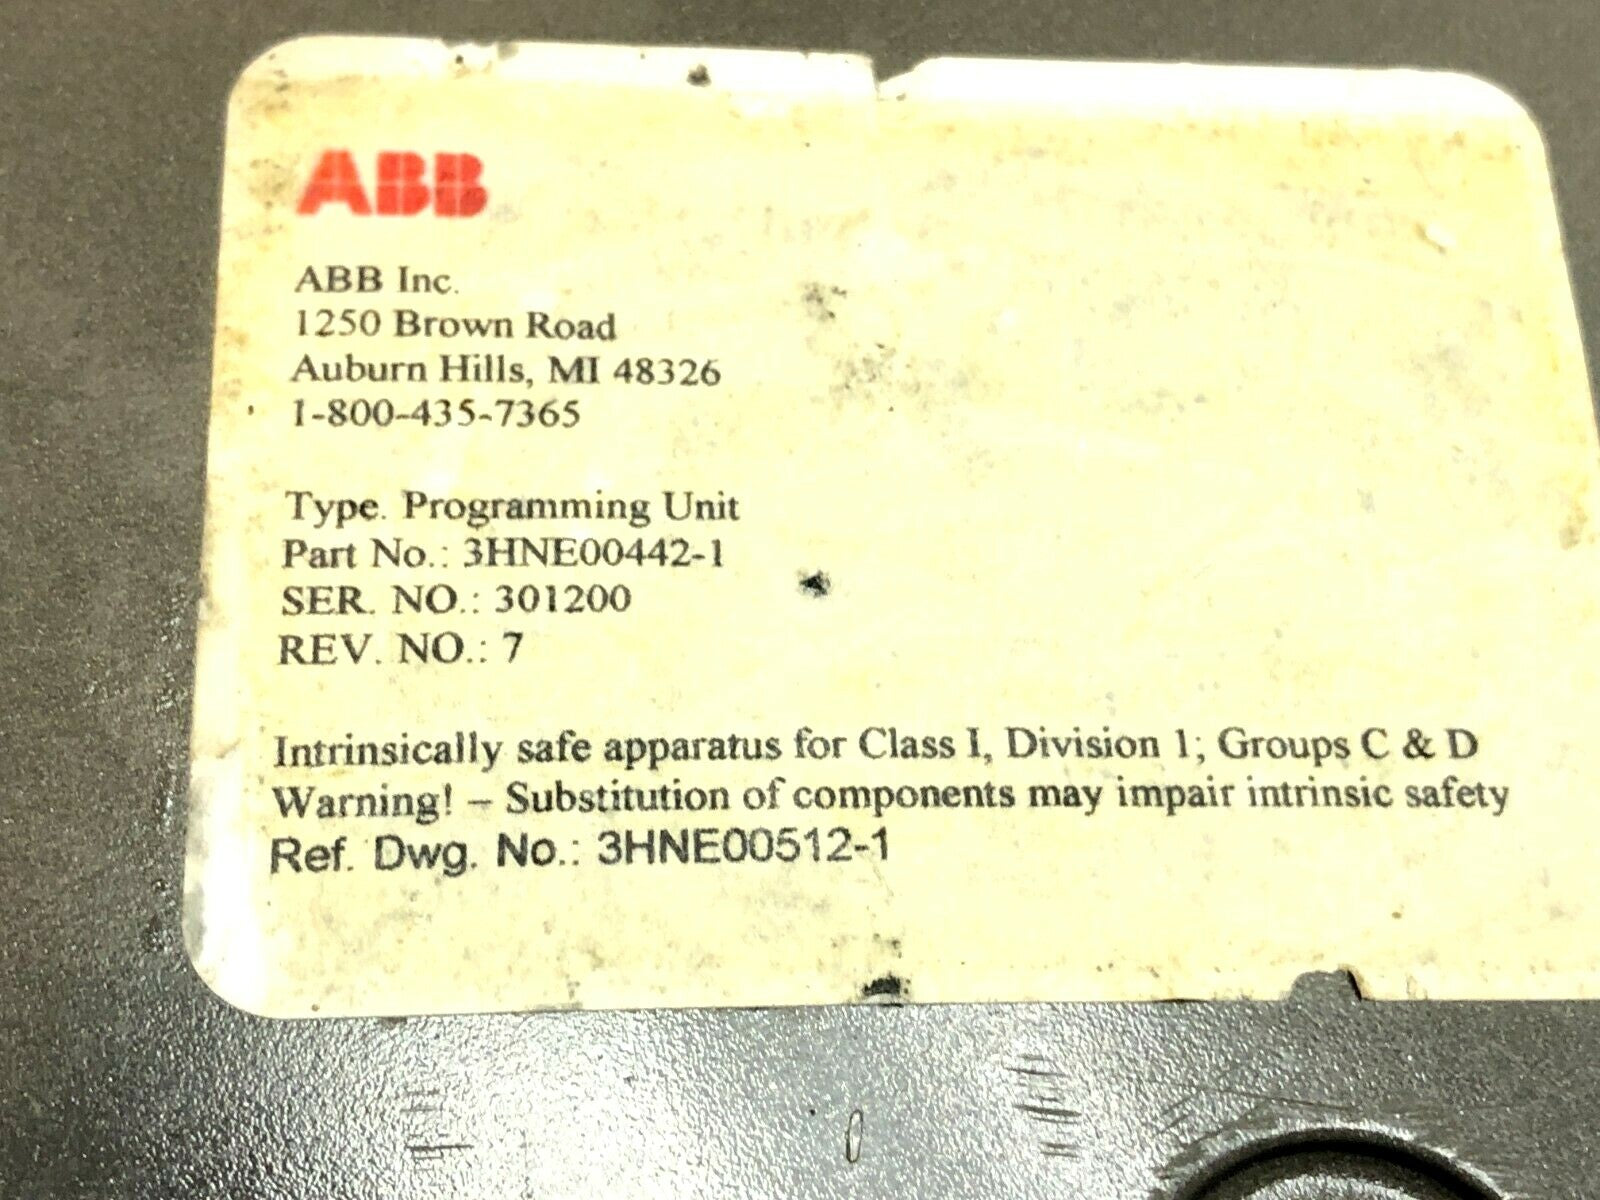 ABB
ABB Inc.
1250 Brown Road
Auburn Hills, MI 48326
1-800-435-7365
Type. Programming Unit
Part No.: 3HNE00442-1
SER. NO.: 301200
REV. NO.: 7
Intrinsically safe apparatus for Class I, Division 1; Groups C & D
Warning! – Substitution of components may impair intrinsic safety
Ref. Dwg. No.: 3HNE00512-1